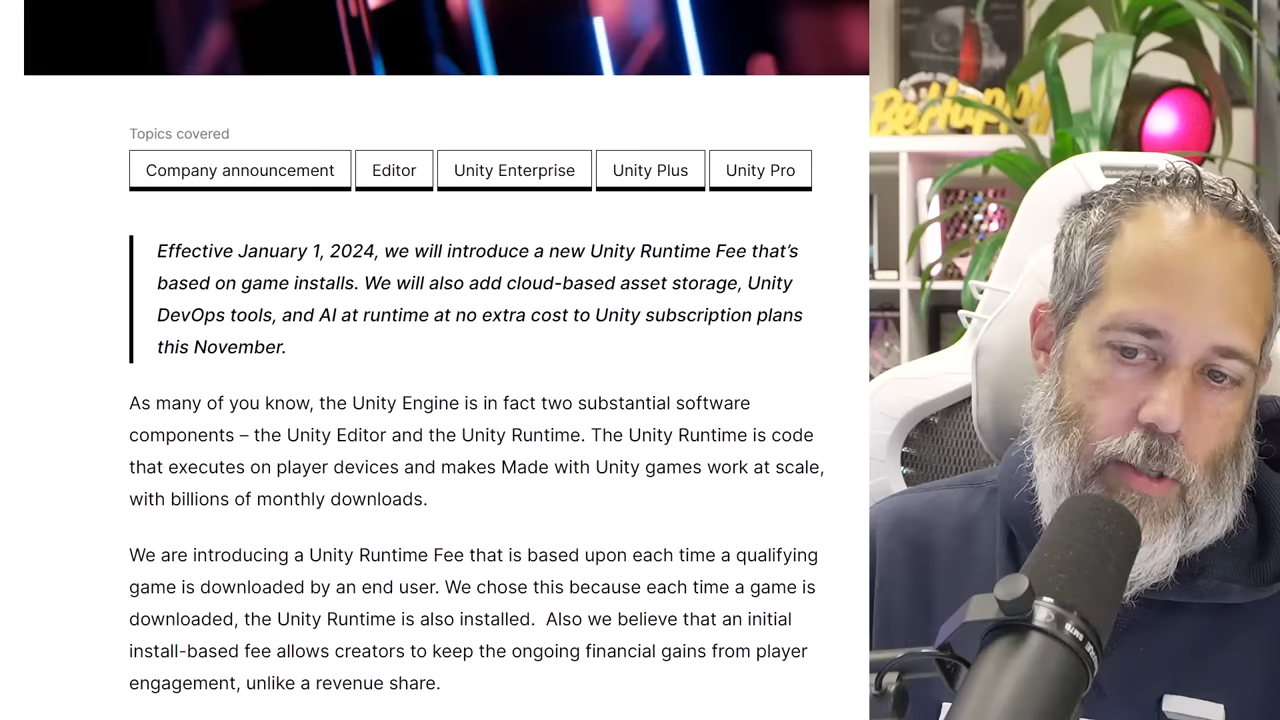 Topics covered
Company announcement Editor Unity Enterprise Unity Plus Unity Pro
Effective January 1, 2024, we will introduce a new Unity Runtime Fee that’s
based on game installs. We will also add cloud-based asset storage, Unity
DevOps tools, and AI at runtime at no extra cost to Unity subscription plans
this November.
As many of you know, the Unity Engine is in fact two substantial software
components – the Unity Editor and the Unity Runtime. The Unity Runtime is code
that executes on player devices and makes Made with Unity games work at scale,
with billions of monthly downloads.
We are introducing a Unity Runtime Fee that is based upon each time a qualifying
game is downloaded by an end user. We chose this because each time a game is
downloaded, the Unity Runtime is also installed.  Also we believe that an initial
install-based fee allows creators to keep the ongoing financial gains from player
engagement, unlike a revenue share.
Be Happy
SM7B